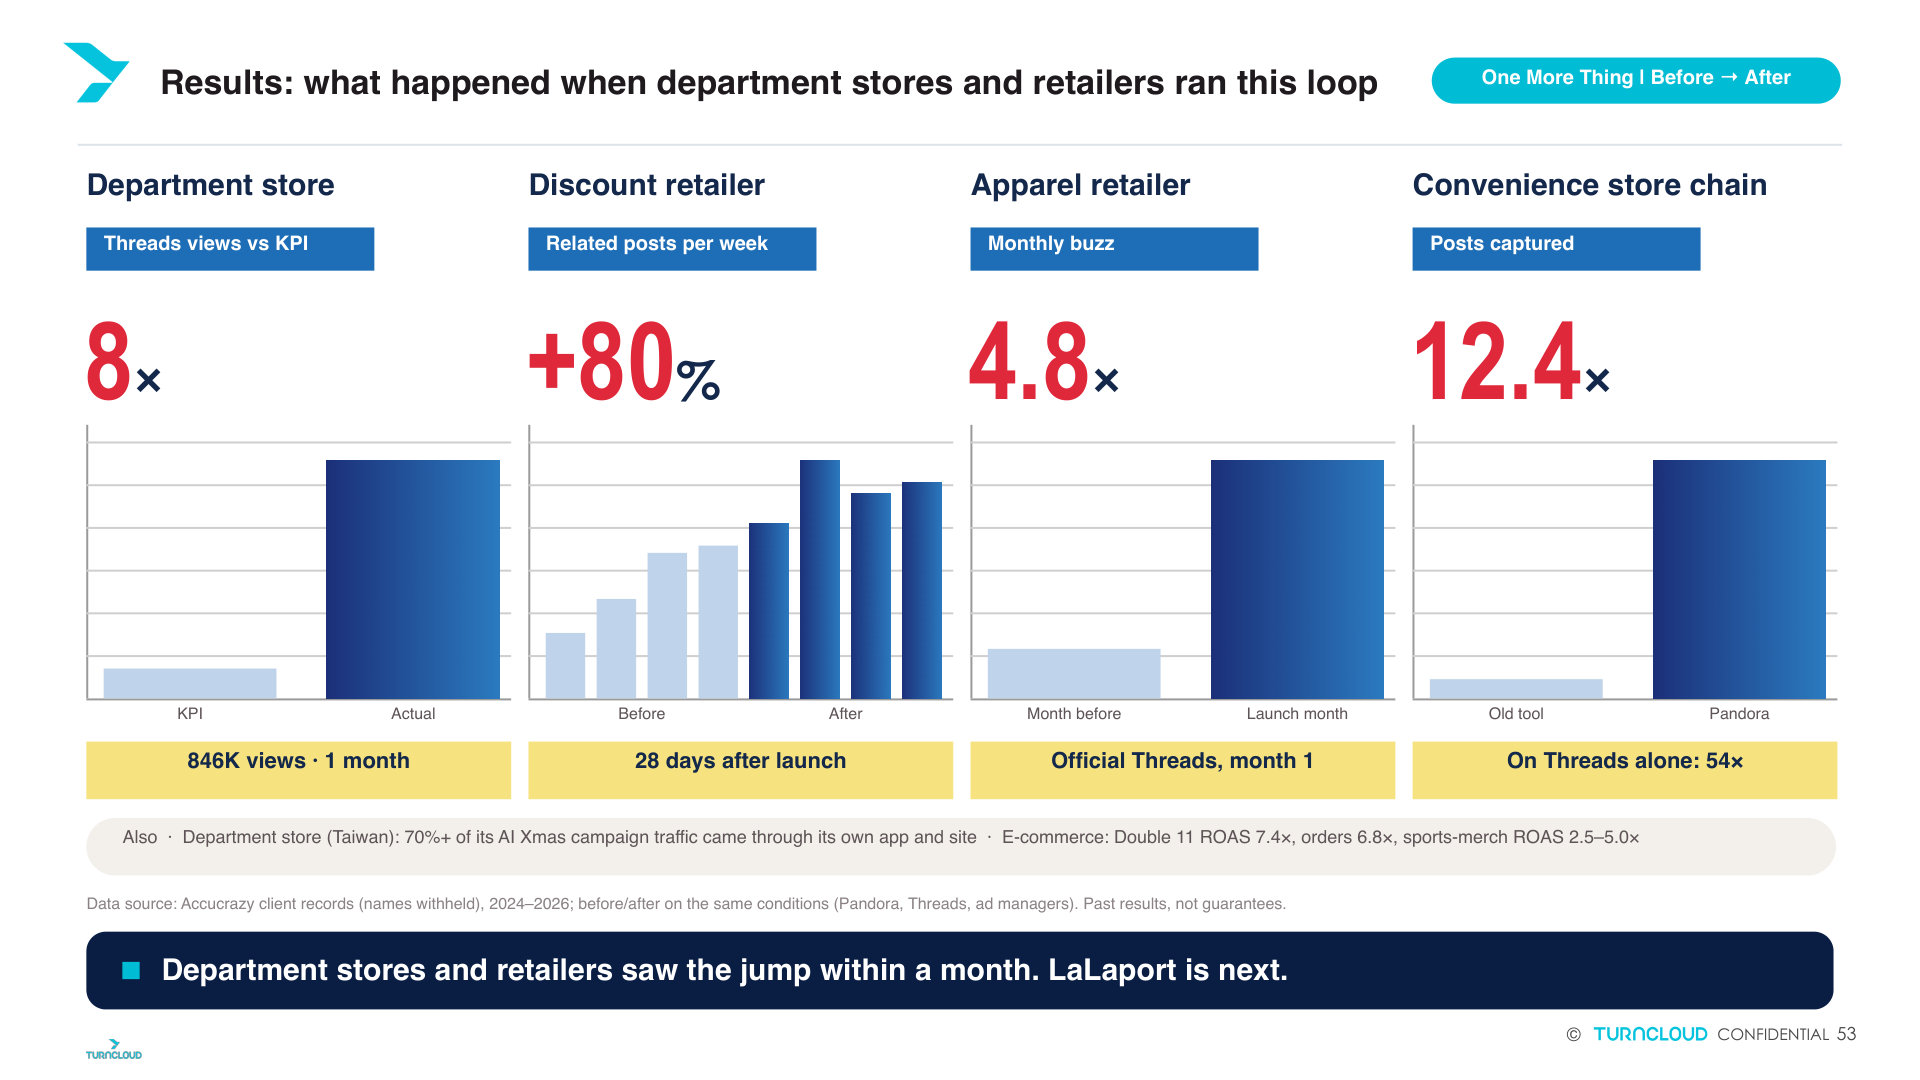 Results: what happened when department stores and retailers ran this loop
One More Thing | Before → After
Department store
Threads views vs KPI
8×
KPI
Actual
846K views · 1 month
Discount retailer
Related posts per week
+80%
Before
After
28 days after launch
Apparel retailer
Monthly buzz
4.8×
Month before
Launch month
Official Threads, month 1
Convenience store chain
Posts captured
12.4×
Old tool
Pandora
On Threads alone: 54×
Also · Department store (Taiwan): 70%+ of its AI Xmas campaign traffic came through its own app and site · E-commerce: Double 11 ROAS 7.4×, orders 6.8×, sports-merch ROAS 2.5–5.0×
Data source: Accucrazy client records (names withheld), 2024–2026; before/after on the same conditions (Pandora, Threads, ad managers). Past results, not guarantees.
Department stores and retailers saw the jump within a month. LaLaport is next.
TURNCLOUD
© TURNCLOUD CONFIDENTIAL 53